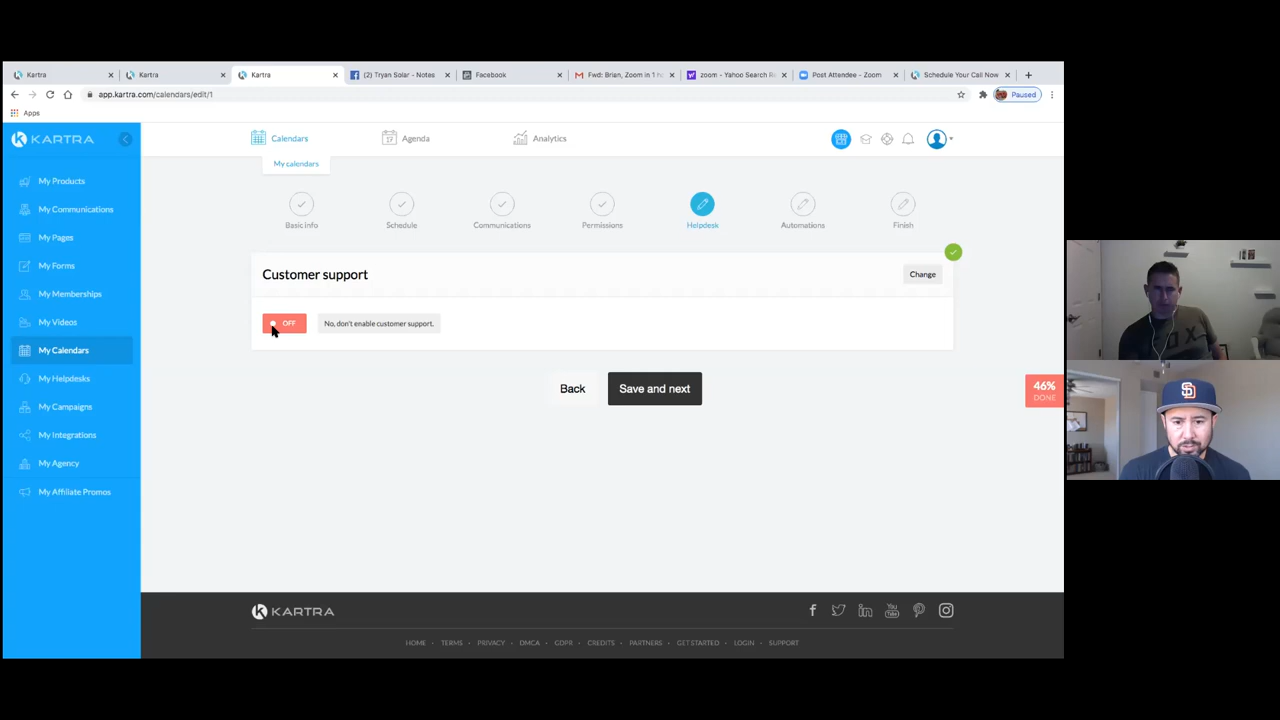 Kartra
Kartra
Kartra
(2) Tryan Solar - Notes
Facebook
Fwd: Brian, Zoom in 1 h
zoom - Yahoo Search R
Post Attendee - Zoom
Schedule Your Call Now
app.kartra.com/calendars/edit/1
Paused
Apps
KARTRA
Calendars
Agenda
Analytics
My calendars
My Products
My Communications
My Pages
My Forms
My Memberships
My Videos
My Calendars
My Helpdesks
My Campaigns
My Integrations
My Agency
My Affiliate Promos
Basic Info
Schedule
Communications
Permissions
Helpdesk
Automations
Finish
Customer support
Change
OFF
No, don't enable customer support.
Back
Save and next
46%
DONE
KARTRA
HOME · TERMS · PRIVACY · DMCA · GDPR · CREDITS · PARTNERS · GET STARTED · LOGIN · SUPPORT